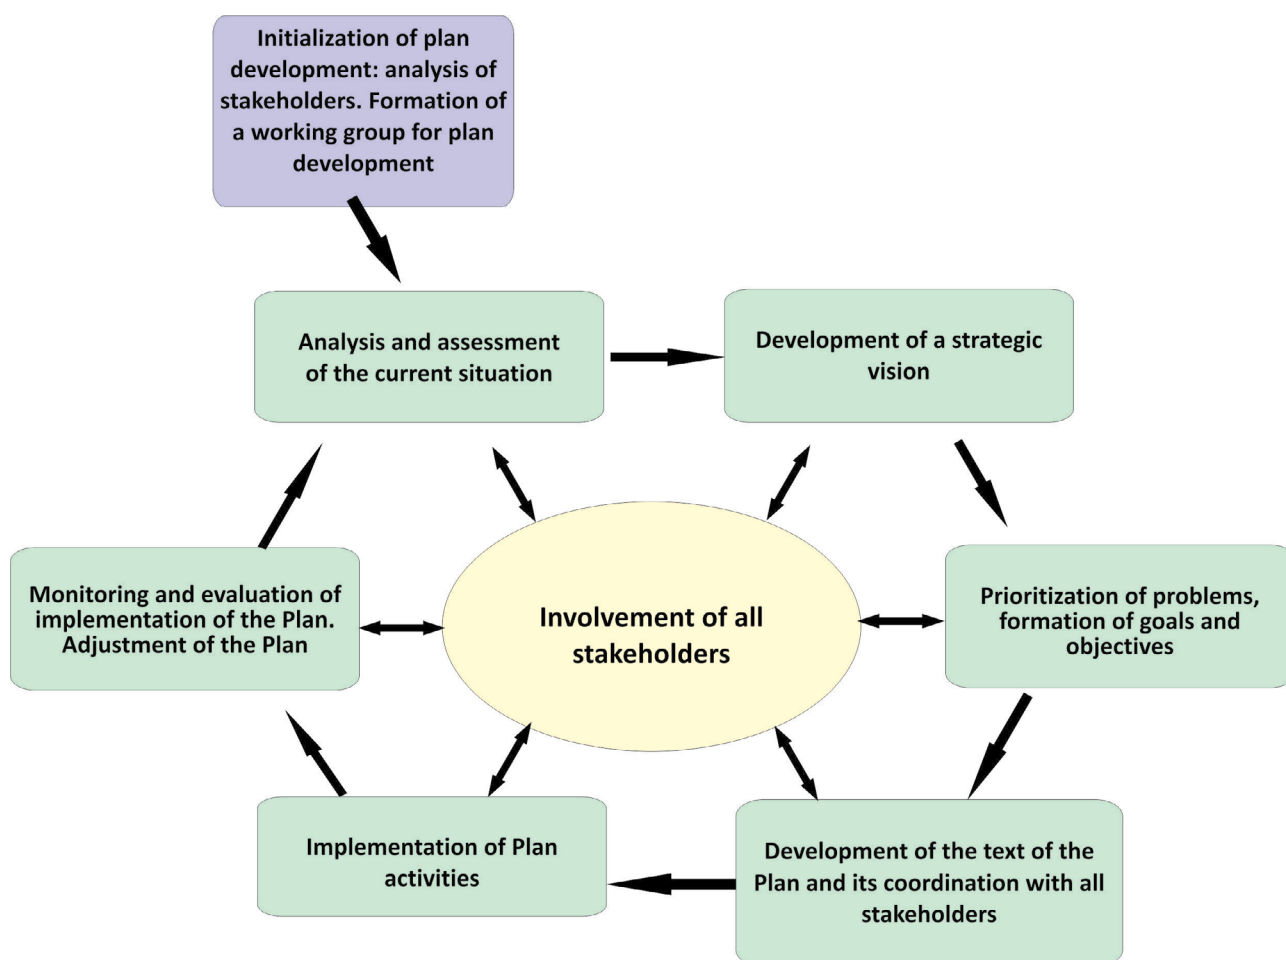 Initialization of plan
development: analysis of
stakeholders. Formation of
a working group for plan
development
Analysis and assessment
of the current situation
Development of a strategic
vision
Monitoring and evaluation of
implementation of the Plan.
Adjustment of the Plan
Involvement of all
stakeholders
Prioritization of problems,
formation of goals and
objectives
Implementation of Plan
activities
Development of the text of the
Plan and its coordination with all
stakeholders